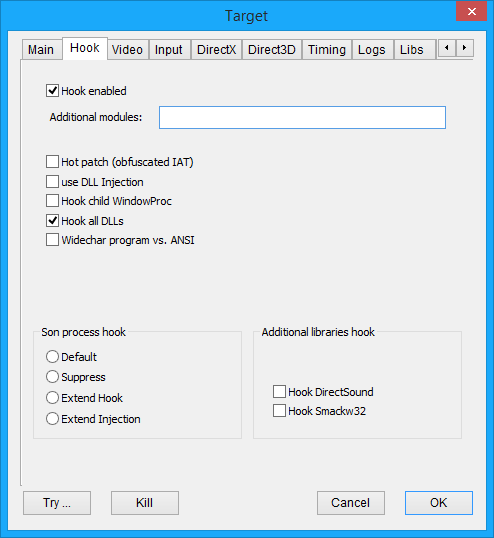 Target
Main Hook Video Input DirectX Direct3D Timing Logs Libs
Hook enabled
Additional modules:
Hot patch (obfuscated IAT)
use DLL Injection
Hook child WindowProc
Hook all DLLs
Widechar program vs. ANSI
Son process hook
Default
Suppress
Extend Hook
Extend Injection
Additional libraries hook
Hook DirectSound
Hook Smackw32
Try ... Kill Cancel OK